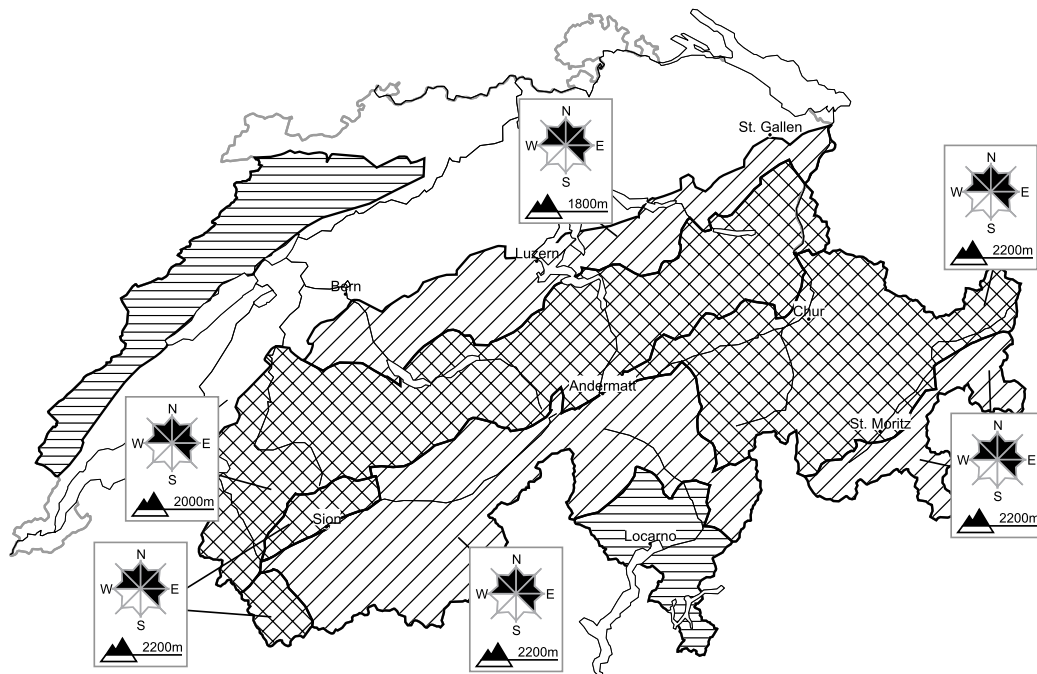 N
W E
S
1800m
St. Gallen
N
W E
S
2200m
Luzern
Bern
Chur
Andermatt
N
W E
S
2000m
St. Moritz
N
W E
S
2200m
Sion
Locarno
N
W E
S
2200m
N
W E
S
2200m